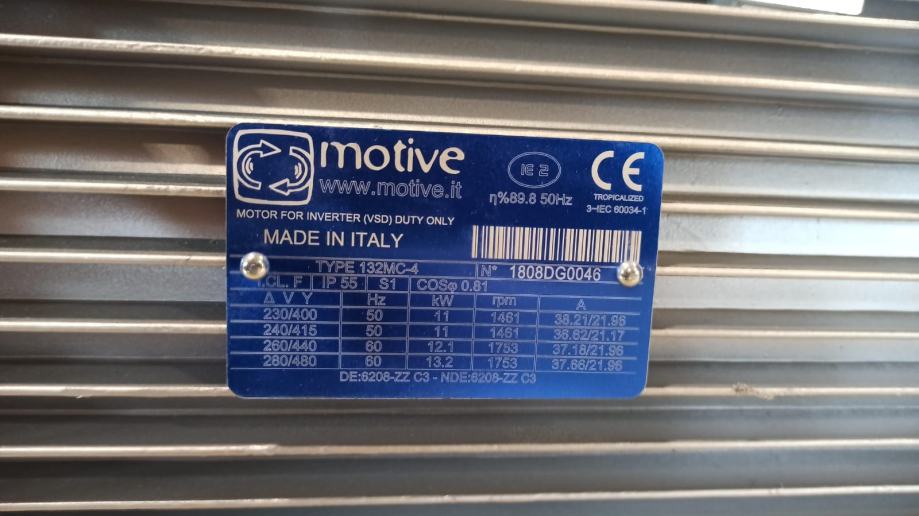 motive
www.motive.it
IE 2
η%89.8 50Hz
CE
TROPICALIZED
3~IEC 60034-1
MOTOR FOR INVERTER (VSD) DUTY ONLY
MADE IN ITALY
TYPE 132MC-4 N° 1808DG0046
I.CL. F IP 55 S1 COSφ 0.81
Δ V Y Hz kW rpm A
230/400 50 11 1461 38.21/21.96
240/415 50 11 1461 36.62/21.17
260/440 60 12.1 1753 37.18/21.96
280/480 60 13.2 1753 37.66/21.96
DE:6208-ZZ C3 - NDE:6208-ZZ C3